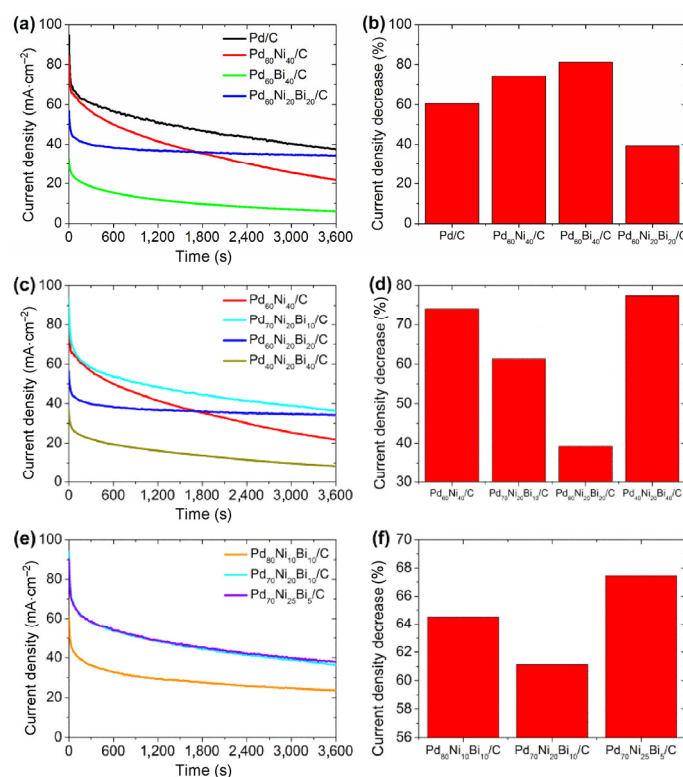 (a)
100
80
60
40
20
0
Current density (mA·cm⁻²)
Pd/C
Pd₆₀Ni₄₀/C
Pd₆₀Bi₄₀/C
Pd₆₀Ni₂₀Bi₂₀/C
0 600 1,200 1,800 2,400 3,000 3,600
Time (s)
(b)
100
80
60
40
20
0
Current density decrease (%)
Pd/C Pd₆₀Ni₄₀/C Pd₆₀Bi₄₀/C Pd₆₀Ni₂₀Bi₂₀/C
(c)
100
80
60
40
20
0
Current density (mA·cm⁻²)
Pd₆₀Ni₄₀/C
Pd₇₀Ni₂₀Bi₁₀/C
Pd₆₀Ni₂₀Bi₂₀/C
Pd₄₀Ni₂₀Bi₄₀/C
0 600 1,200 1,800 2,400 3,000 3,600
Time (s)
(d)
80
70
60
50
40
30
Current density decrease (%)
Pd₆₀Ni₄₀/C Pd₇₀Ni₂₀Bi₁₀/C Pd₆₀Ni₂₀Bi₂₀/C Pd₄₀Ni₂₀Bi₄₀/C
(e)
100
80
60
40
20
0
Current density (mA·cm⁻²)
Pd₈₀Ni₁₀Bi₁₀/C
Pd₇₀Ni₂₀Bi₁₀/C
Pd₇₀Ni₂₅Bi₅/C
0 600 1,200 1,800 2,400 3,000 3,600
Time (s)
(f)
70
68
66
64
62
60
58
56
Current density decrease (%)
Pd₈₀Ni₁₀Bi₁₀/C Pd₇₀Ni₂₀Bi₁₀/C Pd₇₀Ni₂₅Bi₅/C